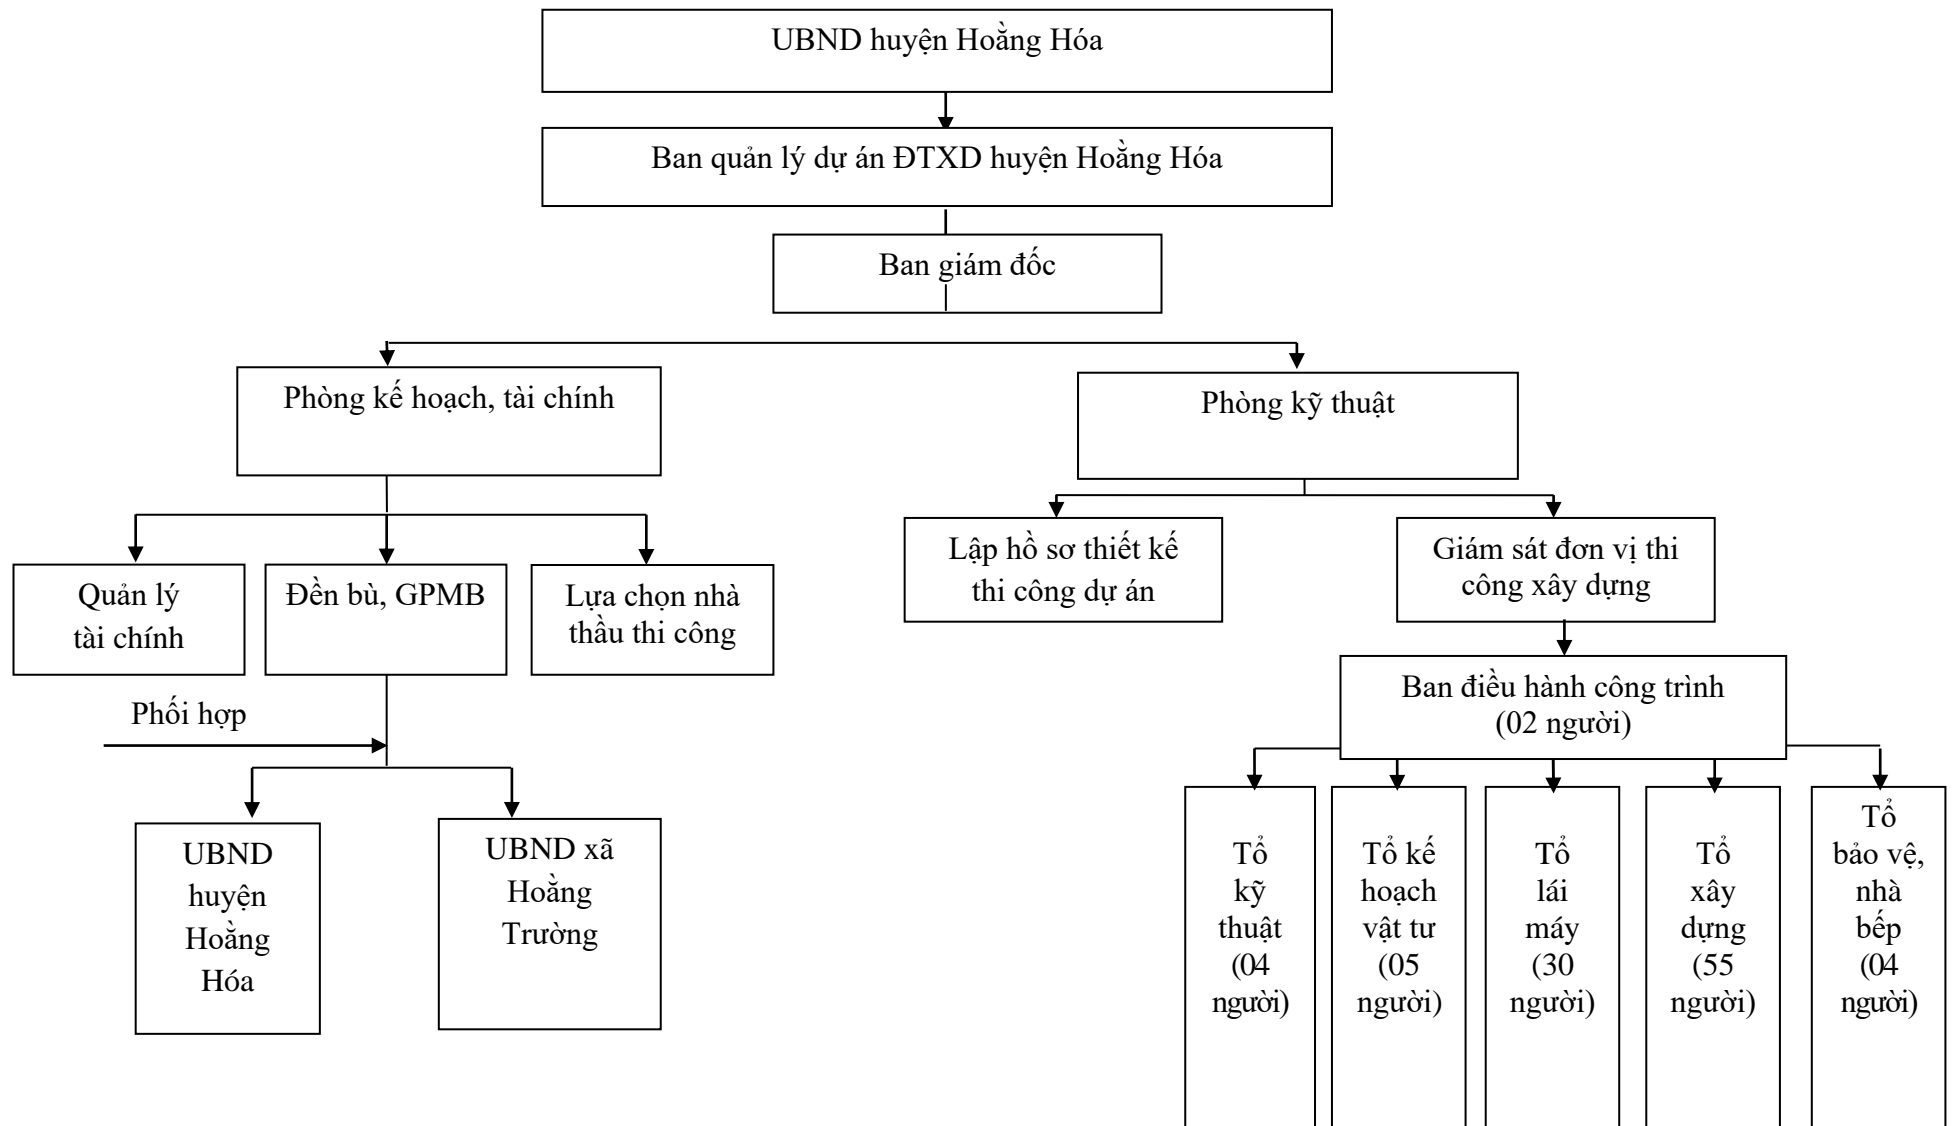 UBND huyện Hoằng Hóa
Ban quản lý dự án ĐTXD huyện Hoằng Hóa
Ban giám đốc
Phòng kế hoạch, tài chính
Phòng kỹ thuật
Quản lý
tài chính
Đền bù, GPMB
Lựa chọn nhà
thầu thi công
Lập hồ sơ thiết kế
thi công dự án
Giám sát đơn vị thi
công xây dựng
Phối hợp
Ban điều hành công trình
(02 người)
UBND
huyện
Hoằng
Hóa
UBND xã
Hoằng
Trường
Tổ
kỹ
thuật
(04
người)
Tổ kế
hoạch
vật tư
(05
người)
Tổ
lái
máy
(30
người)
Tổ
xây
dựng
(55
người)
Tổ
bảo vệ,
nhà
bếp
(04
người)